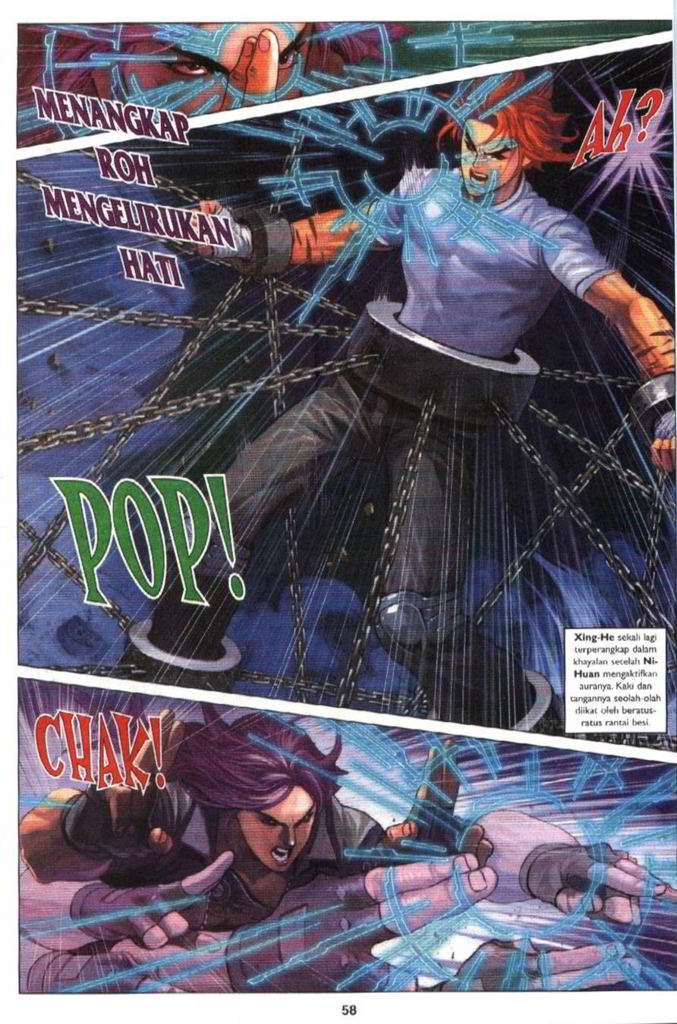 MENANGKAP
ROH
MENGELIRUKAN
HATI
Ah?
POP!
Xing-He sekali lagi
terperangkap dalam
khayalan setelah Ni-
Huan mengaktifkan
auranya. Kaki dan
tangannya seolah-olah
diikat oleh beratus-
ratus rantai besi.
CHAK!
58